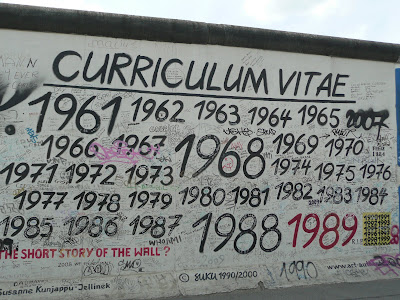 CURRICULUM VITAE
1961 1962 1963 1964 1965 2007
1966 1967 1968 1969 1970
1971 1972 1973 1974 1975 1976
1977 1978 1979 1980 1981 1982 1983 1984
1985 1986 1987 1988 1989
THE SHORT STORY OF THE WALL ?
SUKU 1990/2000 1990
Susanne Kunjappu-Jellinek